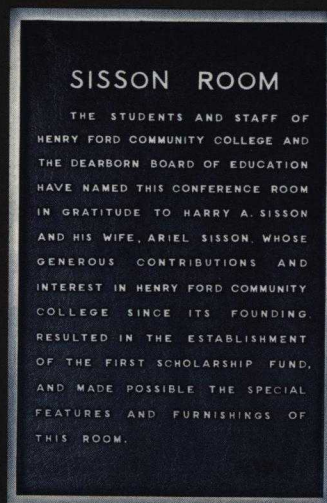 SISSON ROOM
THE STUDENTS AND STAFF OF
HENRY FORD COMMUNITY COLLEGE AND
THE DEARBORN BOARD OF EDUCATION
HAVE NAMED THIS CONFERENCE ROOM
IN GRATITUDE TO HARRY A. SISSON
AND HIS WIFE, ARIEL SISSON, WHOSE
GENEROUS CONTRIBUTIONS AND
INTEREST IN HENRY FORD COMMUNITY
COLLEGE SINCE ITS FOUNDING.
RESULTED IN THE ESTABLISHMENT
OF THE FIRST SCHOLARSHIP FUND,
AND MADE POSSIBLE THE SPECIAL
FEATURES AND FURNISHINGS OF
THIS ROOM.